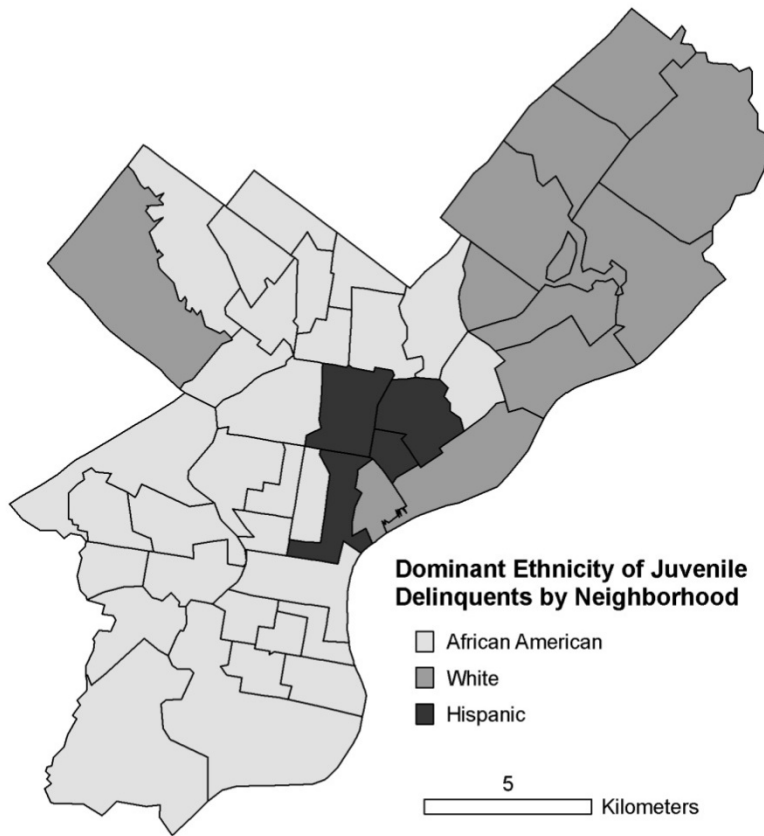 Dominant Ethnicity of Juvenile
Delinquents by Neighborhood
African American
White
Hispanic
5
Kilometers